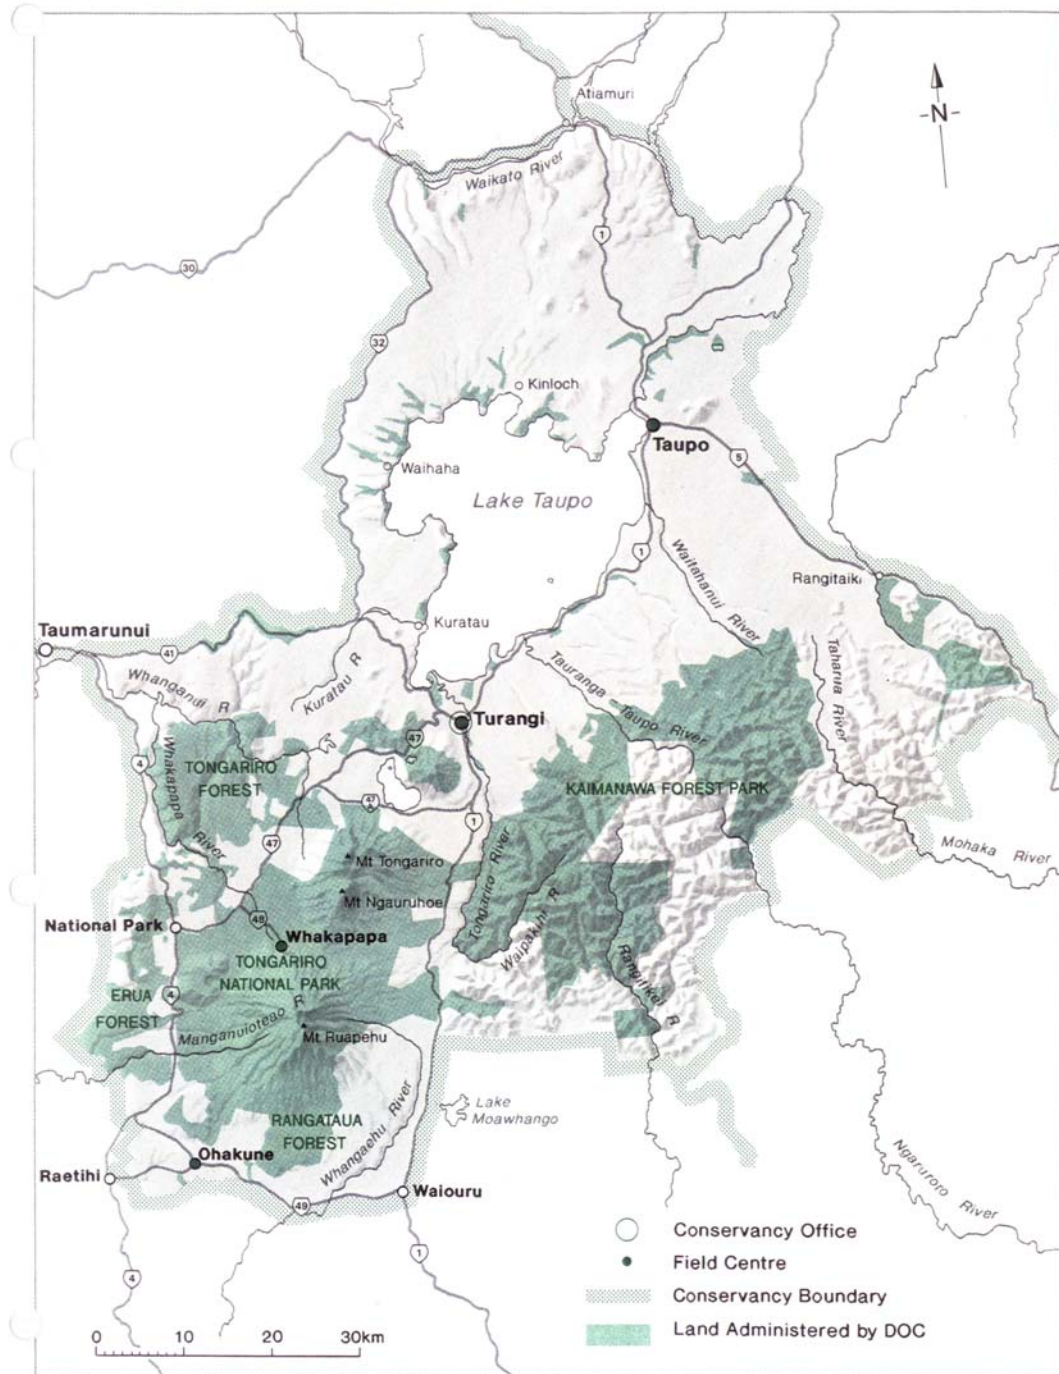 Atiamuri
-N-
Waikato River
1
30
32
Kinloch
Taupo
Waihaha
5
Lake Taupo
1
Waitahanui River
Rangitaiki
Kuratau
Taumarunui
41
Whanganui R
Kuratau R
Tauranga - Taupo River
Taharua River
Turangi
47
4
Whakapapa River
TONGARIRO
FOREST
KAIMANAWA FOREST PARK
47
A
1
47
Mt Tongariro
Tongariro River
Mohaka River
Mt Ngauruhoe
Waipakuhi R
National Park
48
Whakapapa
Rangitikei R
TONGARIRO
NATIONAL PARK
ERUA
FOREST
4
Manganuioteao R
Mt Ruapehu
Lake
Moawhango
RANGATAUA
FOREST
Whangaehu River
Ohakune
Raetihi
Waiouru
49
Ngaruroro River
1
4
Conservancy Office
Field Centre
Conservancy Boundary
Land Administered by DOC
0 10 20 30km